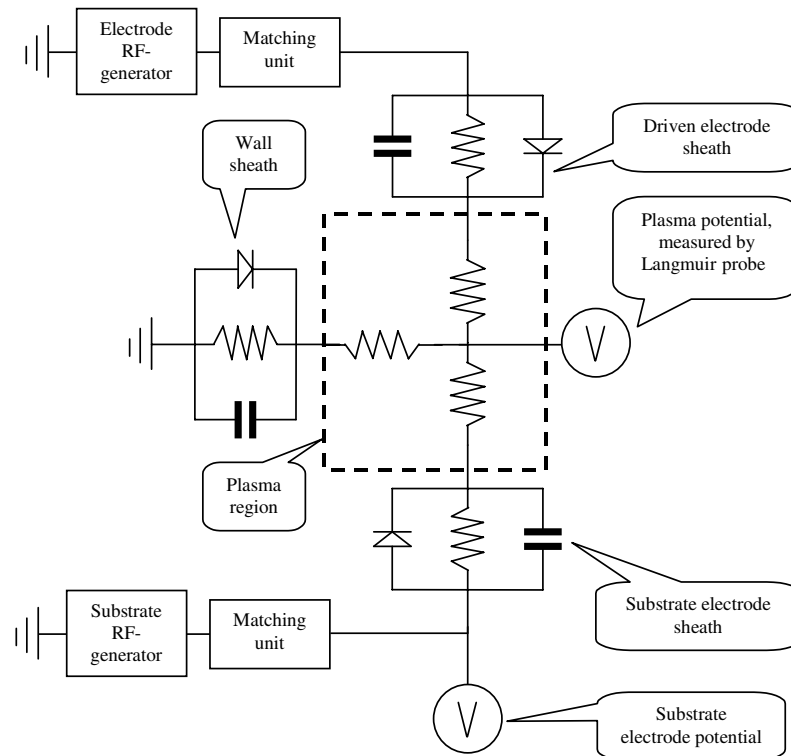 Electrode
RF-
generator
Matching
unit
Wall
sheath
Driven electrode
sheath
Plasma potential,
measured by
Langmuir probe
V
Plasma
region
Substrate
RF-
generator
Matching
unit
Substrate electrode
sheath
V
Substrate
electrode potential